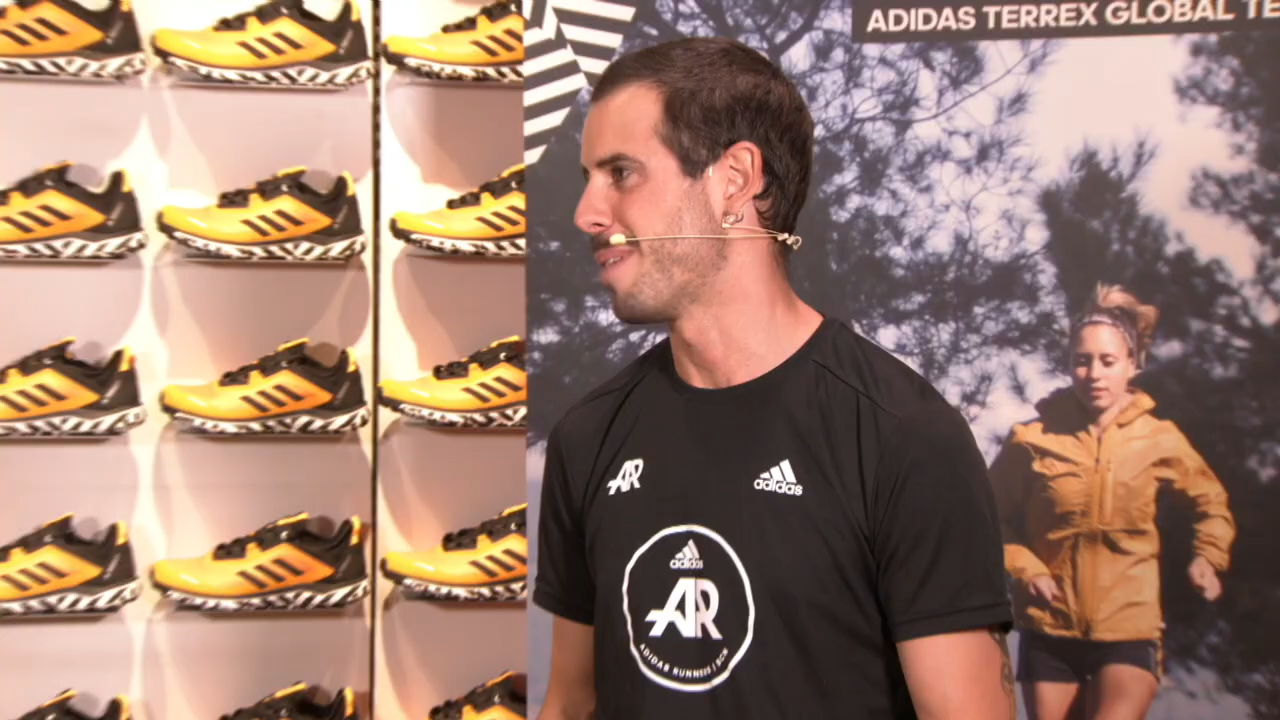 ADIDAS TERREX GLOBAL TE
AR
adidas
adidas
AR
ADIDAS RUNNERS | BCN